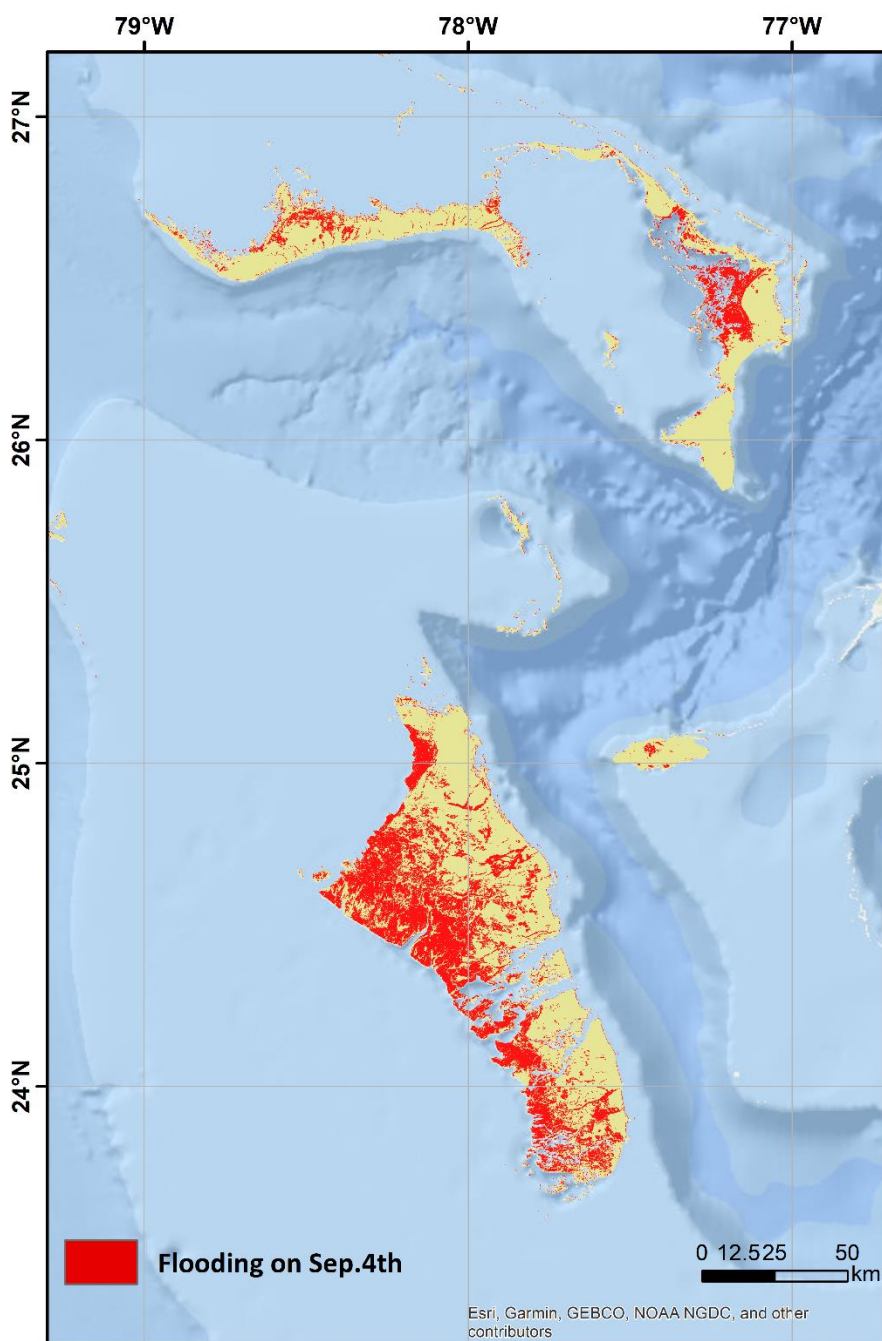 79°W 78°W 77°W
27°N
26°N
25°N
24°N
Flooding on Sep.4th
0 12.525 50
km
Esri, Garmin, GEBCO, NOAA NGDC, and other
contributors